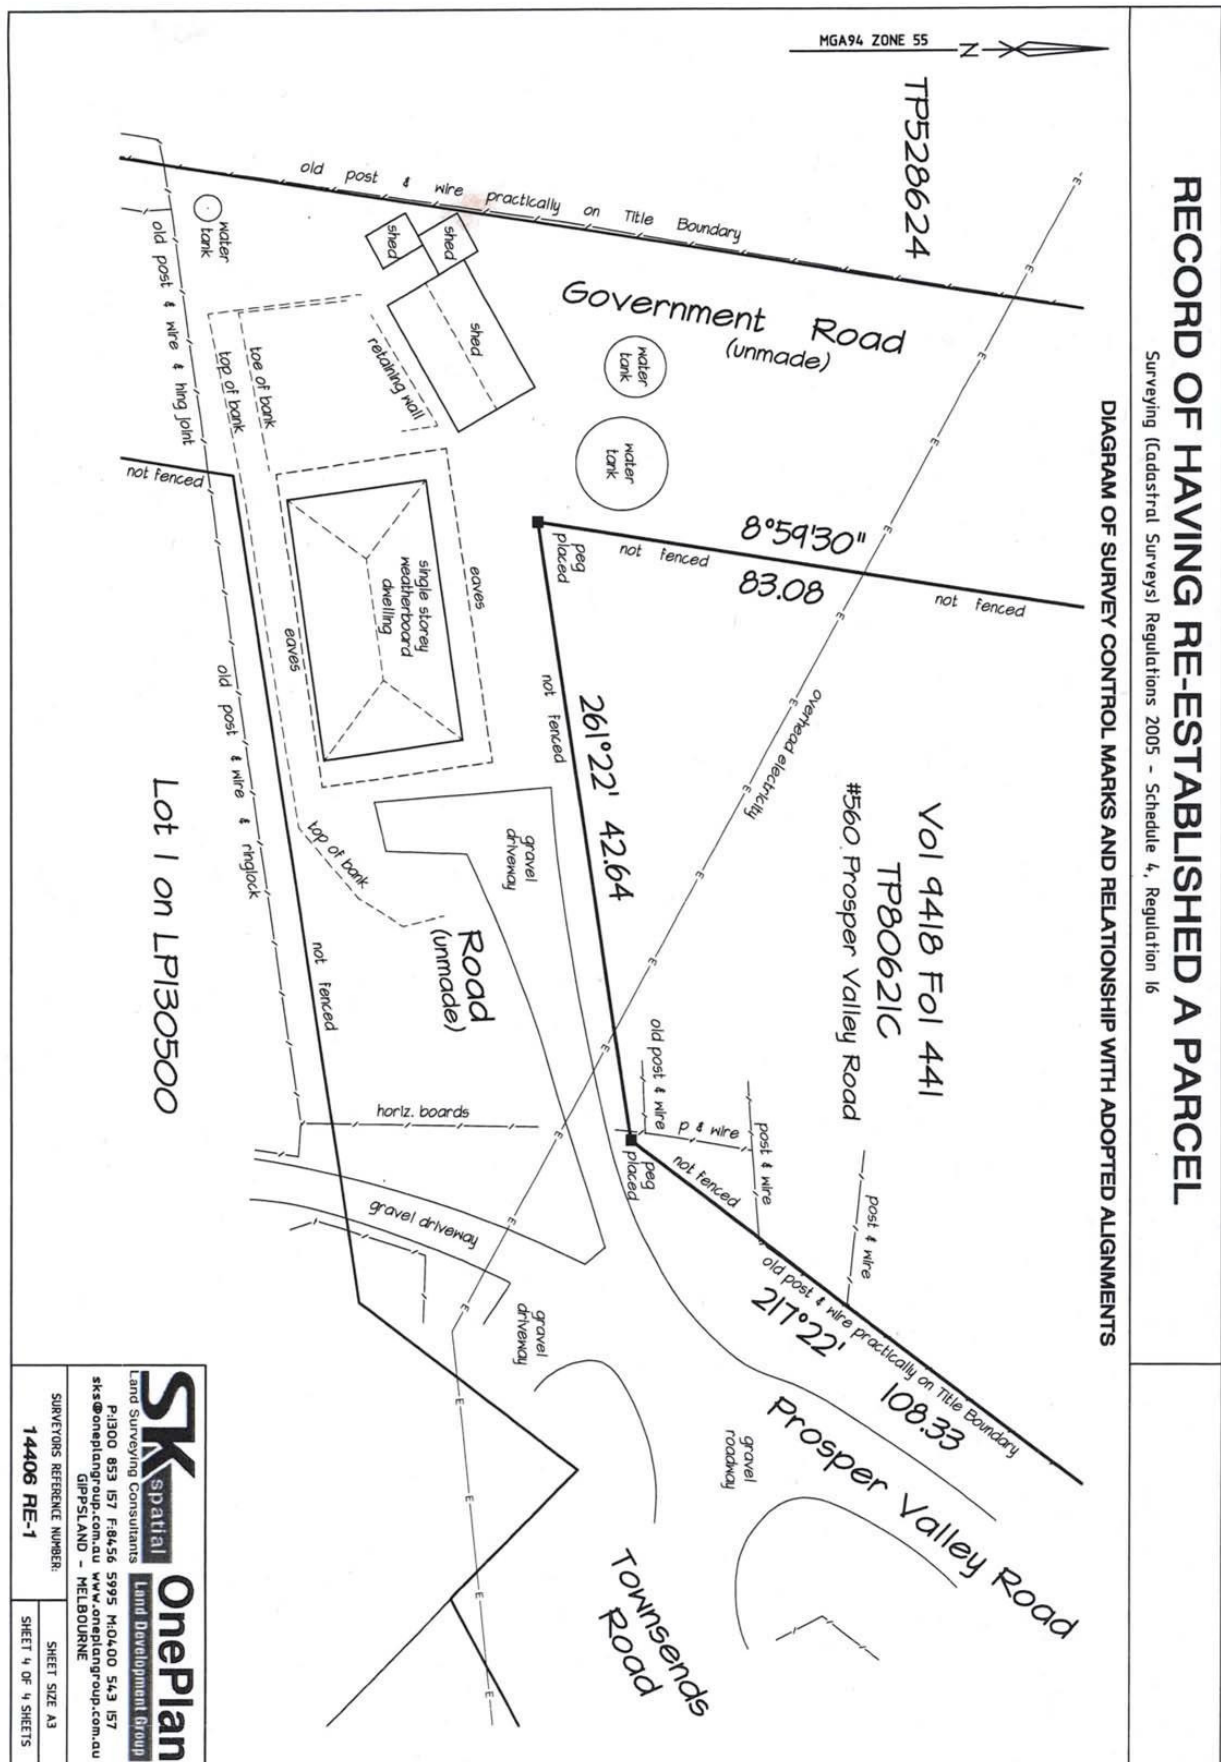 RECORD OF HAVING RE-ESTABLISHED A PARCEL
Surveying (Cadastral Surveys) Regulations 2005 - Schedule 4, Regulation 16
DIAGRAM OF SURVEY CONTROL MARKS AND RELATIONSHIP WITH ADOPTED ALIGNMENTS
MGA94 ZONE 55
N
TP528624
old post & wire practically on Title Boundary
Government Road
(unmade)
water
tank
water
tank
water
tank
shed
shed
shed
retaining wall
toe of bank
top of bank
old post & wire & hing joint
not fenced
8°59'30"
83.08
not fenced
not fenced
peg
placed
eaves
single storey
weatherboard
dwelling
eaves
not fenced
261°22' 42.64
overhead electricity
E E E E E E E E E E E E E E E E E E
Vol 9418 Fol 441
TP80621C
#560 Prosper Valley Road
gravel
driveway
top of bank
old post & wire & ringlock
Lot 1 on LP130500
Road
(unmade)
not fenced
old post & wire
p & wire
post & wire
post & wire
peg
placed
not fenced
old post & wire practically on Title Boundary
217°22'
108.33
horiz. boards
gravel driveway
gravel
driveway
gravel
roadway
Prosper Valley Road
Townsends
Road
SK spatial
Land Surveying Consultants
OnePlan
Land Development Group
P:1300 853 157 F:8456 5995 M:0400 543 157
sks@oneplangroup.com.au www.oneplangroup.com.au
GIPPSLAND - MELBOURNE
SURVEYORS REFERENCE NUMBER:
14406 RE-1
SHEET SIZE A3
SHEET 4 OF 4 SHEETS